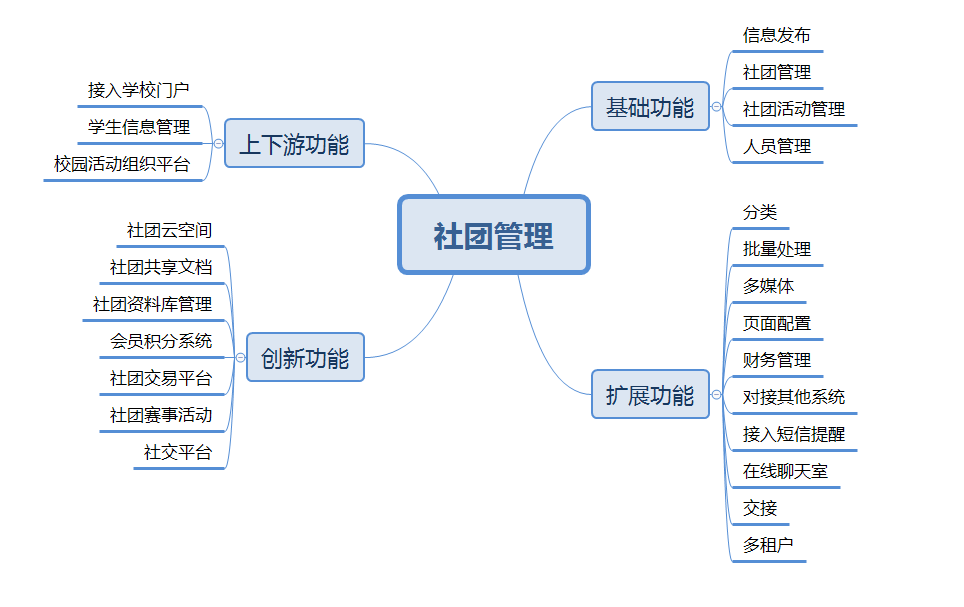 社团管理
基础功能
信息发布
社团管理
社团活动管理
人员管理
扩展功能
分类
批量处理
多媒体
页面配置
财务管理
对接其他系统
接入短信提醒
在线聊天室
交接
多租户
上下游功能
接入学校门户
学生信息管理
校园活动组织平台
创新功能
社团云空间
社团共享文档
社团资料库管理
会员积分系统
社团交易平台
社团赛事活动
社交平台